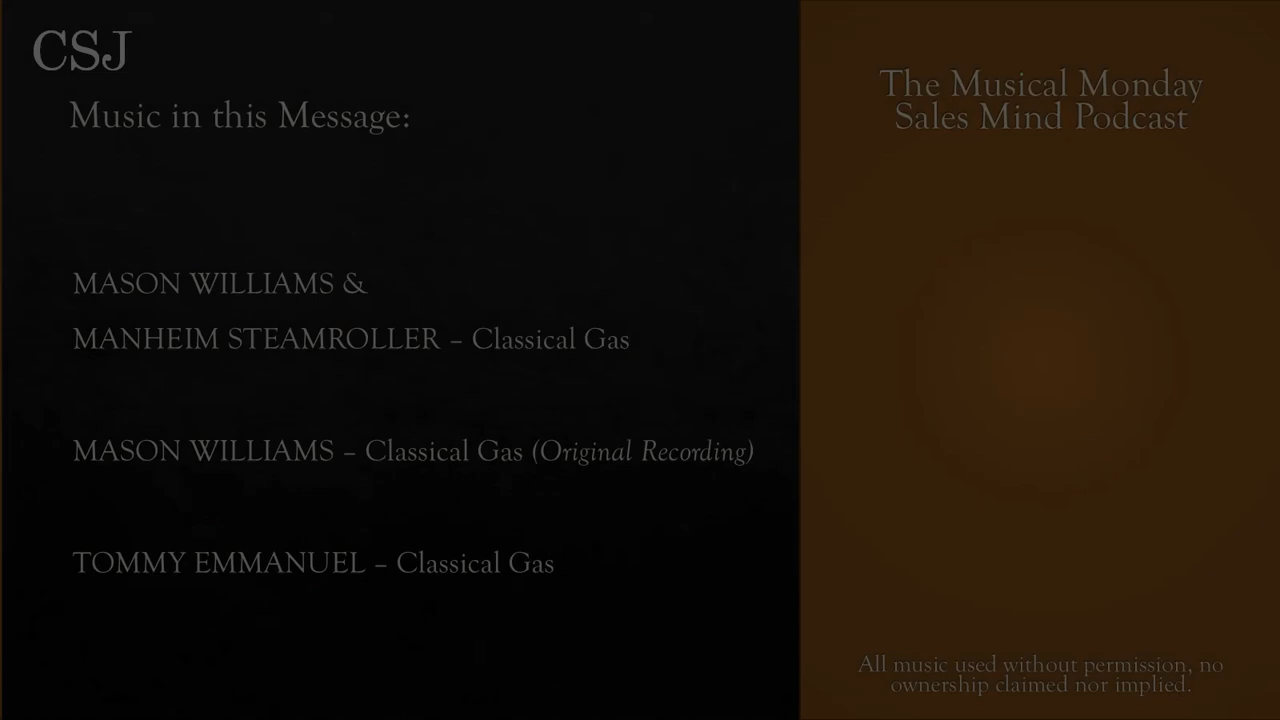 CSJ
Music in this Message:
MASON WILLIAMS &
MANHEIM STEAMROLLER – Classical Gas
MASON WILLIAMS – Classical Gas (Original Recording)
TOMMY EMMANUEL – Classical Gas
The Musical Monday
Sales Mind Podcast
All music used without permission, no
ownership claimed nor implied.